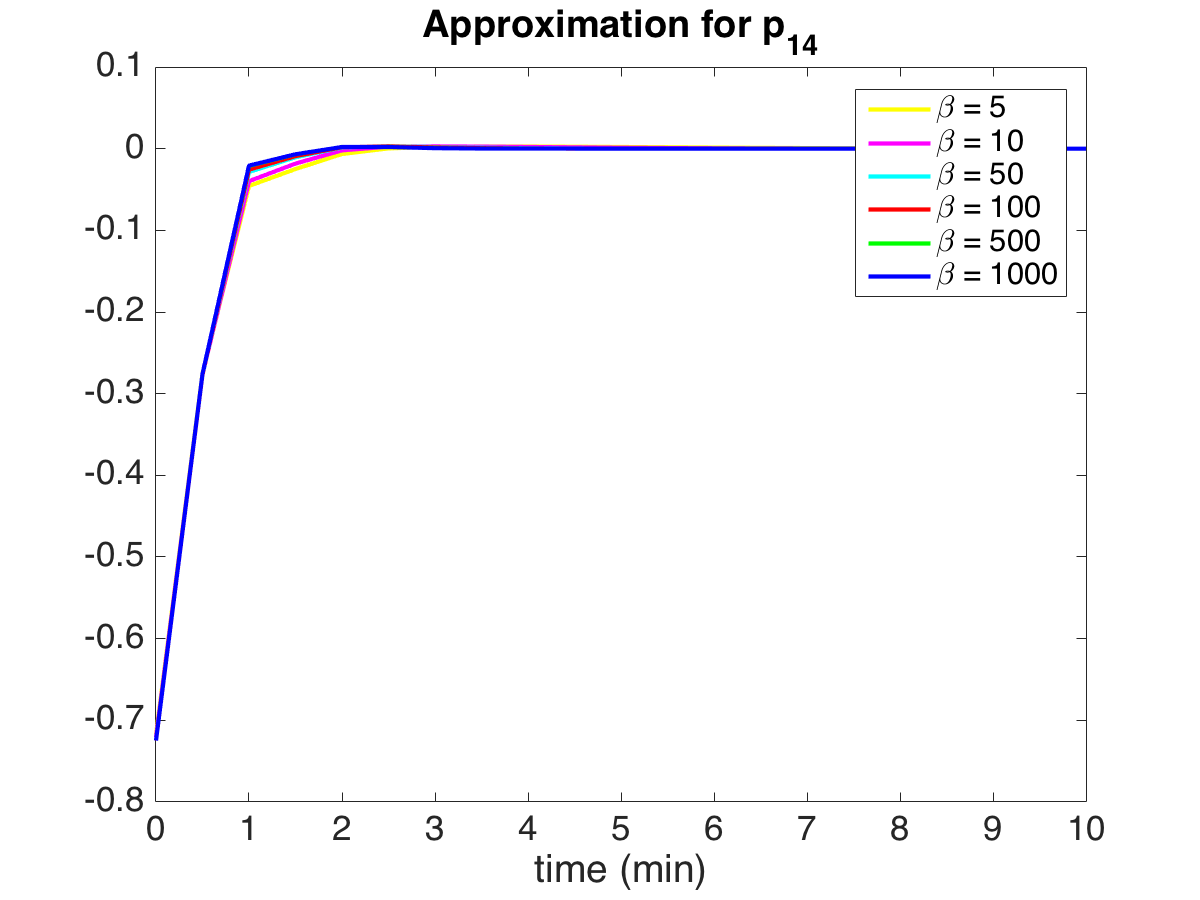 Approximation for p₁₄
0.1
0
-0.1
-0.2
-0.3
-0.4
-0.5
-0.6
-0.7
-0.8
0 1 2 3 4 5 6 7 8 9 10
time (min)
β = 5
β = 10
β = 50
β = 100
β = 500
β = 1000